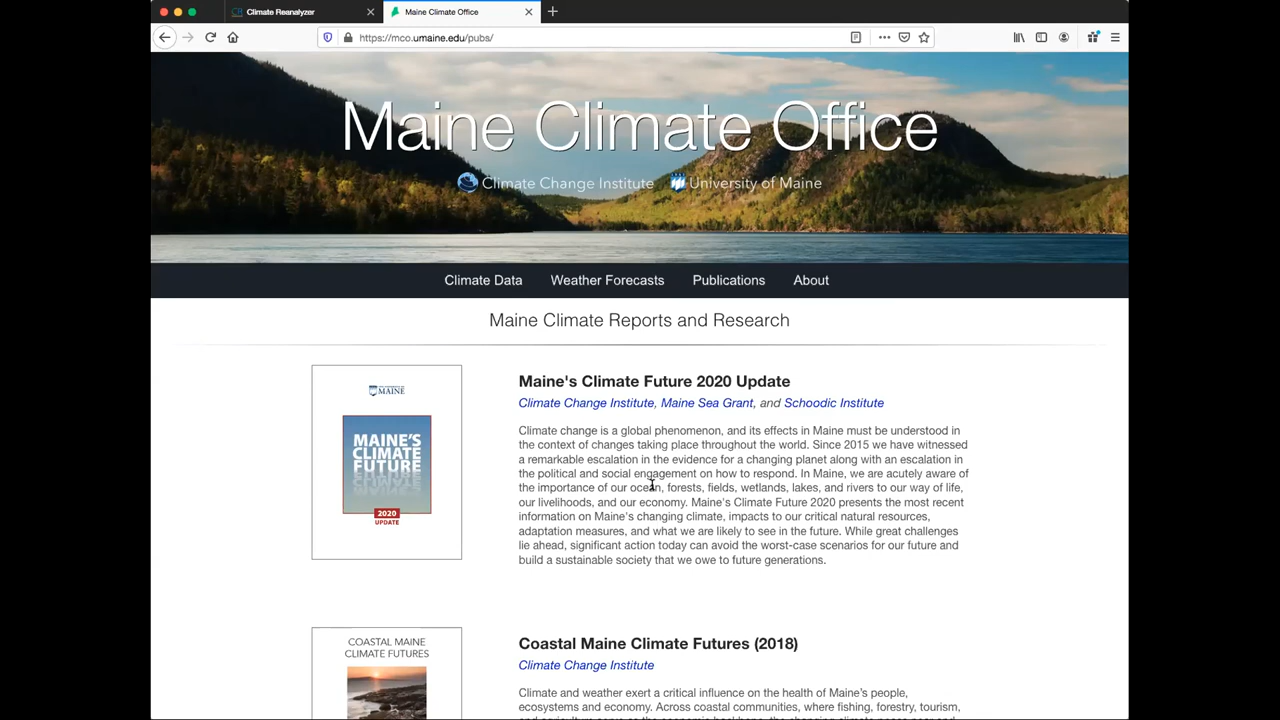 Climate Reanalyzer
Maine Climate Office
https://mco.umaine.edu/pubs/
Maine Climate Office
Climate Change Institute University of Maine
Climate Data Weather Forecasts Publications About
Maine Climate Reports and Research
MAINE
MAINE'S
CLIMATE
FUTURE
2020
UPDATE
Maine's Climate Future 2020 Update
Climate Change Institute, Maine Sea Grant, and Schoodic Institute
Climate change is a global phenomenon, and its effects in Maine must be understood in
the context of changes taking place throughout the world. Since 2015 we have witnessed
a remarkable escalation in the evidence for a changing planet along with an escalation in
the political and social engagement on how to respond. In Maine, we are acutely aware of
the importance of our ocean, forests, fields, wetlands, lakes, and rivers to our way of life,
our livelihoods, and our economy. Maine's Climate Future 2020 presents the most recent
information on Maine's changing climate, impacts to our critical natural resources,
adaptation measures, and what we are likely to see in the future. While great challenges
lie ahead, significant action today can avoid the worst-case scenarios for our future and
build a sustainable society that we owe to future generations.
COASTAL MAINE
CLIMATE FUTURES
Coastal Maine Climate Futures (2018)
Climate Change Institute
Climate and weather exert a critical influence on the health of Maine's people,
ecosystems and economy. Across coastal communities, where fishing, forestry, tourism,